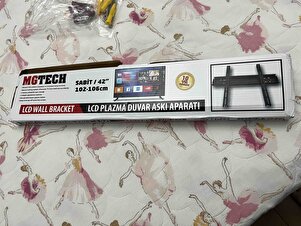 MGTECH
SABİT / 42"
102-106cm
LCD WALL BRACKET
LCD PLAZMA DUVAR ASKI APARATI